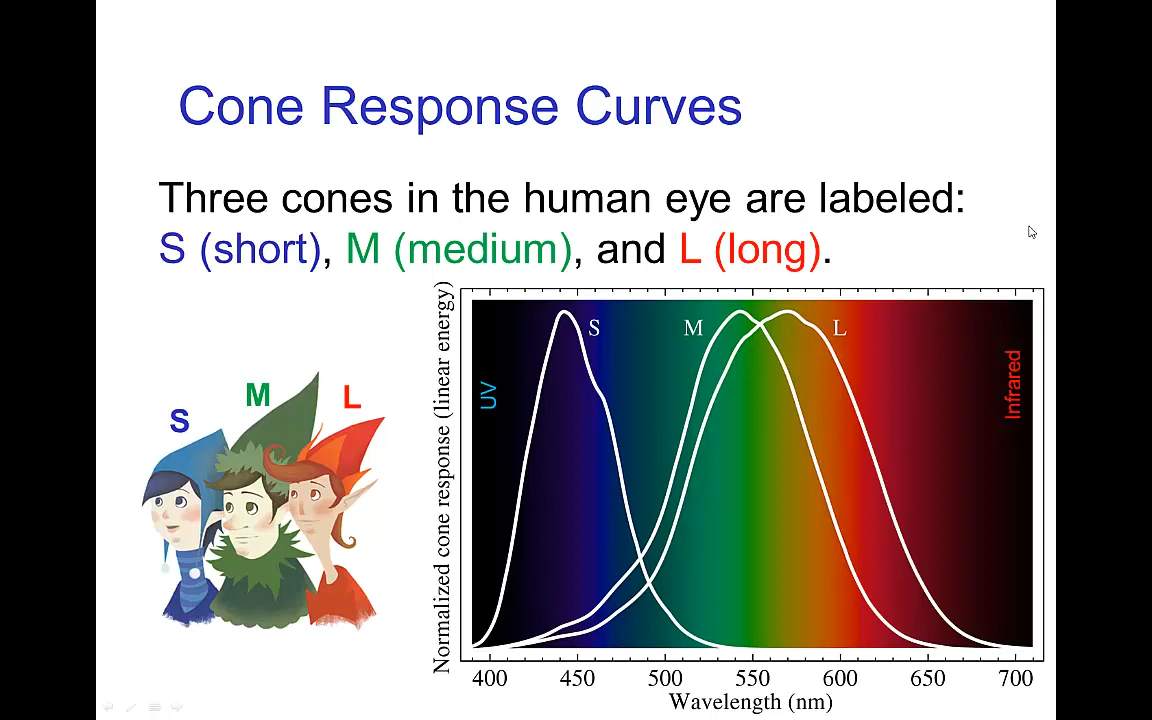 Cone Response Curves
Three cones in the human eye are labeled:
S (short), M (medium), and L (long).
S
M
L
Normalized cone response (linear energy)
UV
S
M
L
Infrared
400 450 500 550 600 650 700
Wavelength (nm)